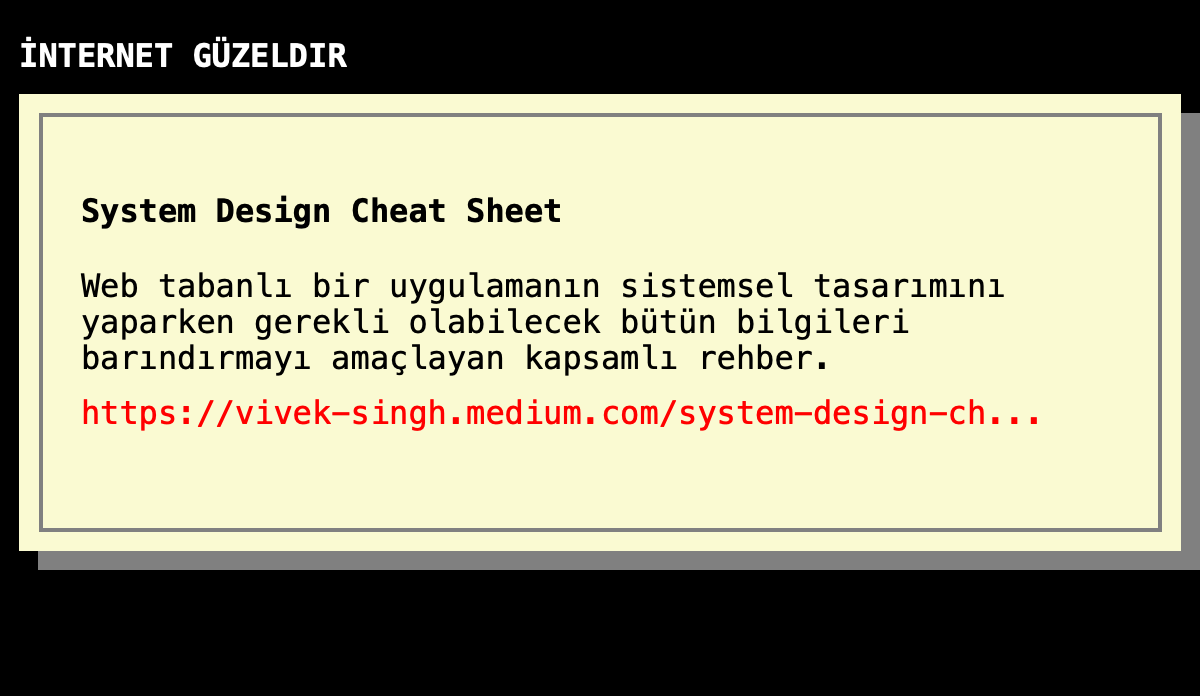 İNTERNET GÜZELDIR
System Design Cheat Sheet
Web tabanlı bir uygulamanın sistemsel tasarımını
yaparken gerekli olabilecek bütün bilgileri
barındırmayı amaçlayan kapsamlı rehber.
https://vivek-singh.medium.com/system-design-ch...